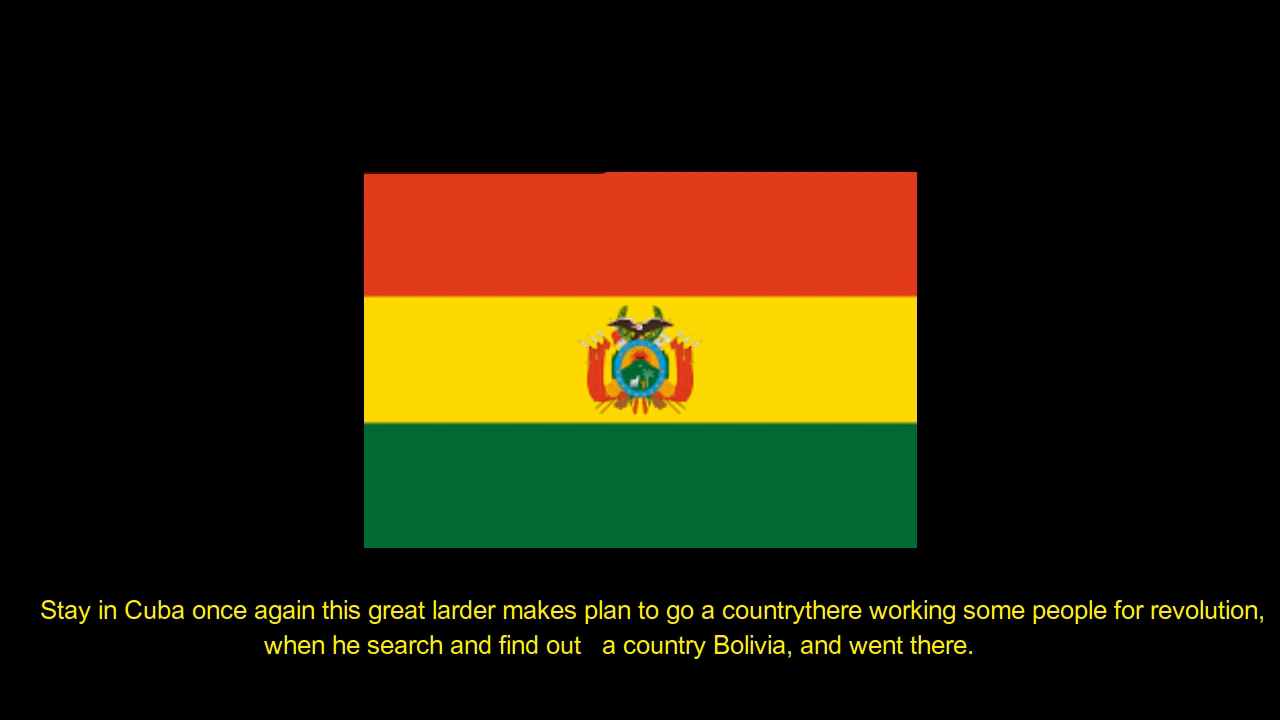 Stay in Cuba once again this great larder makes plan to go a countrythere working some people for revolution,
when he search and find out   a country Bolivia, and went there.